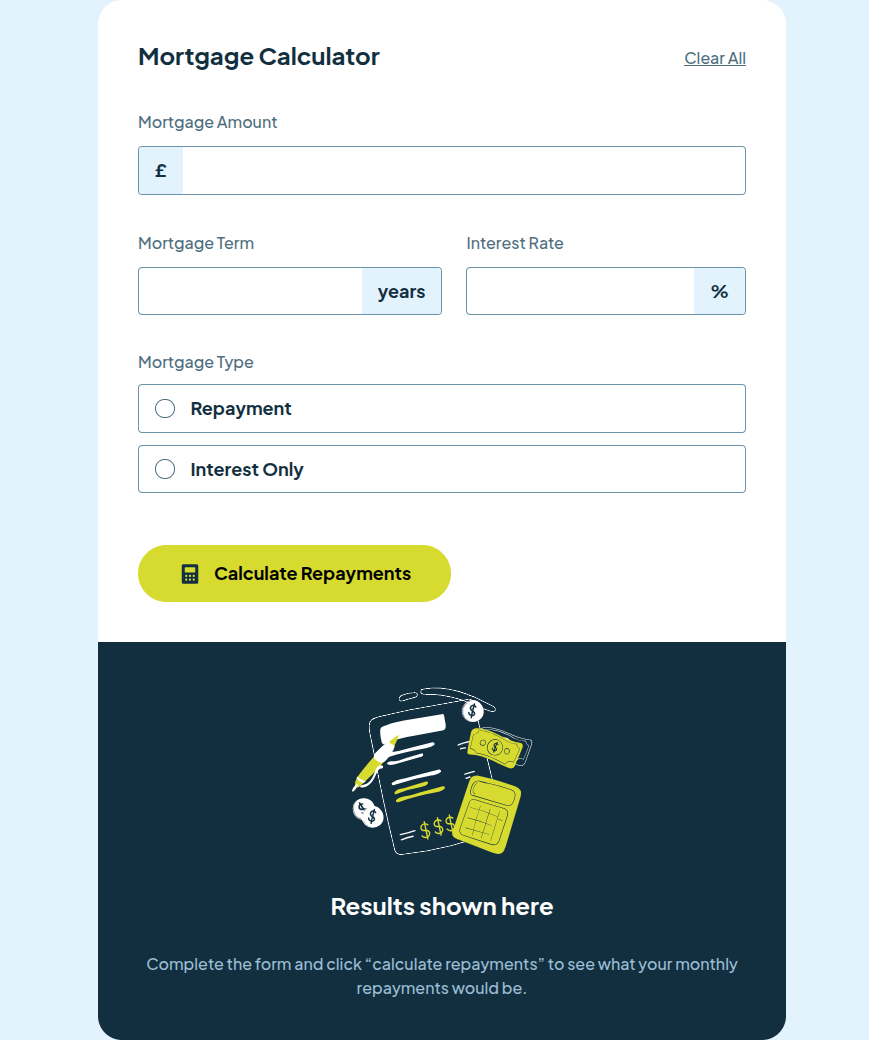 Mortgage Calculator
Clear All
Mortgage Amount
£
Mortgage Term
Interest Rate
years
%
Mortgage Type
Repayment
Interest Only
Calculate Repayments
$
$
$
$
$$$
Results shown here
Complete the form and click “calculate repayments” to see what your monthly
repayments would be.